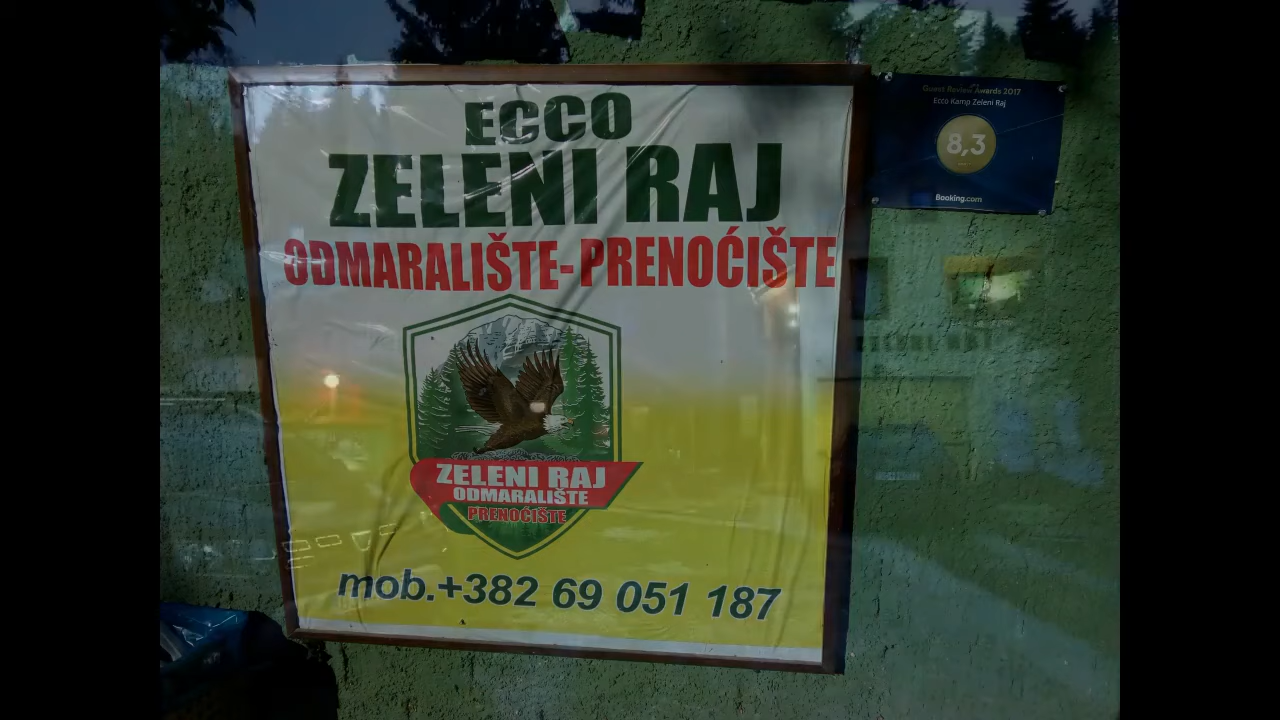 ECCO
ZELENI RAJ
ODMARALIŠTE-PRENOĆIŠTE
ZELENI RAJ
ODMARALIŠTE
PRENOĆIŠTE
mob.+382 69 051 187
Guest Review Awards 2017
Ecco Kamp Zeleni Raj
8,3
Booking.com